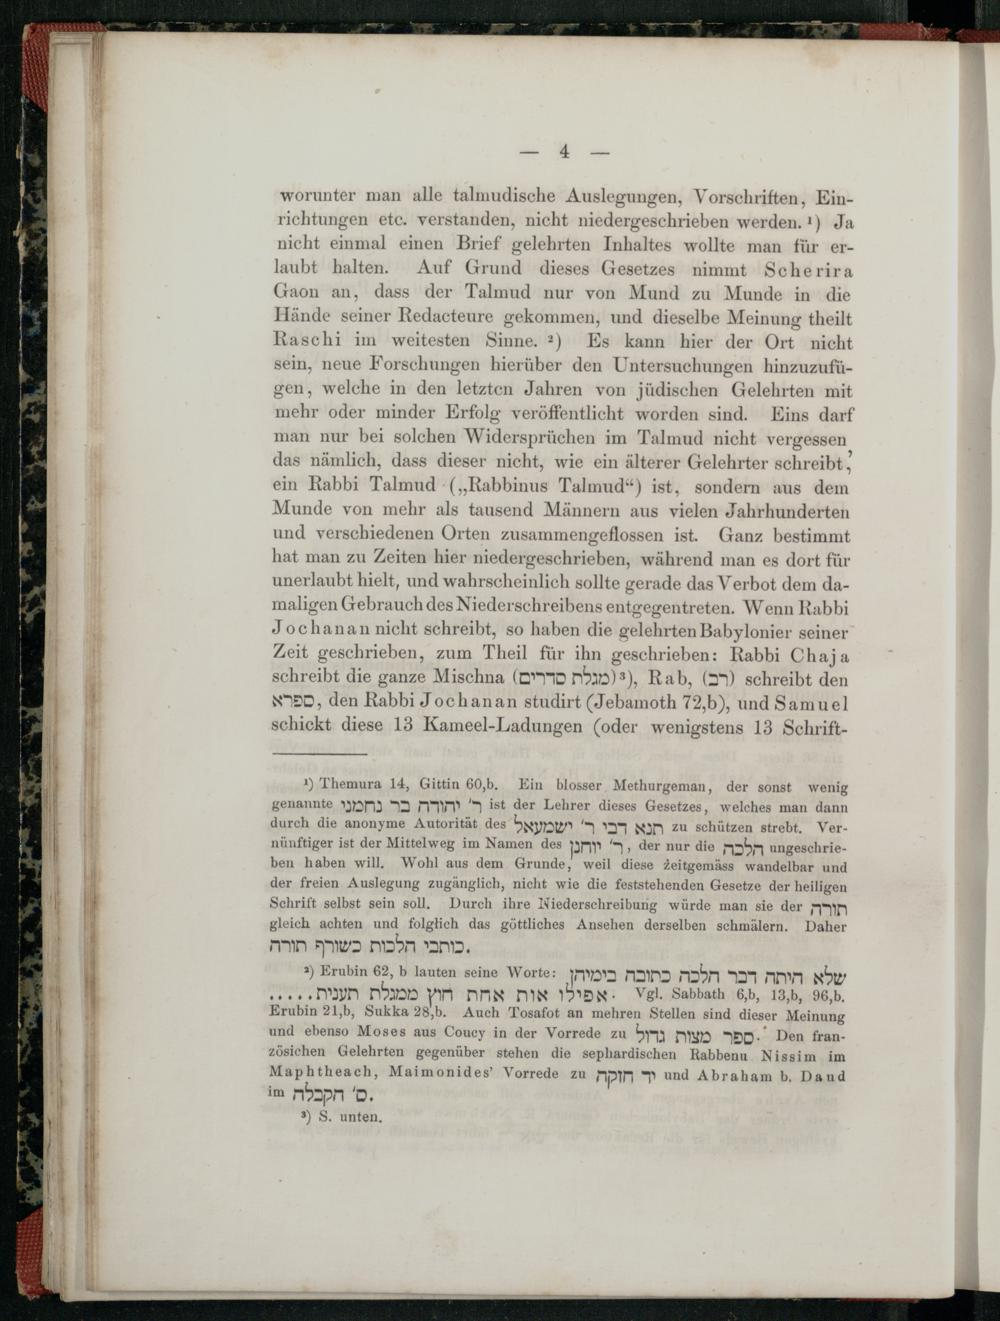 — 4 —
worunter man alle talmudische Auslegungen, Vorschriften, Ein-
richtungen etc. verstanden, nicht niedergeschrieben werden. ¹) Ja
nicht einmal einen Brief gelehrten Inhaltes wollte man für er-
laubt halten. Auf Grund dieses Gesetzes nimmt Scherira
Gaon an, dass der Talmud nur von Mund zu Munde in die
Hände seiner Redacteure gekommen, und dieselbe Meinung theilt
Raschi im weitesten Sinne. ²) Es kann hier der Ort nicht
sein, neue Forschungen hierüber den Untersuchungen hinzuzufü-
gen, welche in den letzten Jahren von jüdischen Gelehrten mit
mehr oder minder Erfolg veröffentlicht worden sind. Eins darf
man nur bei solchen Widersprüchen im Talmud nicht vergessen
das nämlich, dass dieser nicht, wie ein älterer Gelehrter schreibt,
ein Rabbi Talmud („Rabbinus Talmud“) ist, sondern aus dem
Munde von mehr als tausend Männern aus vielen Jahrhunderten
und verschiedenen Orten zusammengeflossen ist. Ganz bestimmt
hat man zu Zeiten hier niedergeschrieben, während man es dort für
unerlaubt hielt, und wahrscheinlich sollte gerade das Verbot dem da-
maligen Gebrauch des Niederschreibens entgegentreten. Wenn Rabbi
Jochanan nicht schreibt, so haben die gelehrten Babylonier seiner
Zeit geschrieben, zum Theil für ihn geschrieben: Rabbi Chaja
schreibt die ganze Mischna (מגלת סדרים)³), Rab, (רב) schreibt den
ספרא, den Rabbi Jochanan studirt (Jebamoth 72,b), und Samuel
schickt diese 13 Kameel-Ladungen (oder wenigstens 13 Schrift-
¹) Themura 14, Gittin 60,b. Ein blosser Methurgeman, der sonst wenig
genannte ר' יהודה בר נחמני ist der Lehrer dieses Gesetzes, welches man dann
durch die anonyme Autorität des תנא דבי ר' ישמעאל zu schützen strebt. Ver-
nünftiger ist der Mittelweg im Namen des ר' יוחנן, der nur die הלכה ungeschrie-
ben haben will. Wohl aus dem Grunde, weil diese zeitgemäss wandelbar und
der freien Auslegung zugänglich, nicht wie die feststehenden Gesetze der heiligen
Schrift selbst sein soll. Durch ihre Niederschreibung würde man sie der תורה
gleich achten und folglich das göttliches Ansehen derselben schmälern. Daher
כותבי הלכות כשורף תורה.
²) Erubin 62, b lauten seine Worte: שלא היתה דבר הלכה כתובה בימיהן
אפילו אות אחת חוץ ממגלת תענית..... Vgl. Sabbath 6,b, 13,b, 96,b.
Erubin 21,b, Sukka 28,b. Auch Tosafot an mehren Stellen sind dieser Meinung
und ebenso Moses aus Coucy in der Vorrede zu ספר מצות גדול. Den fran-
zösichen Gelehrten gegenüber stehen die sephardischen Rabbenu Nissim im
Maphtheach, Maimonides' Vorrede zu יד חזקה und Abraham b. Daud
im ס' הקבלה.
³) S. unten.